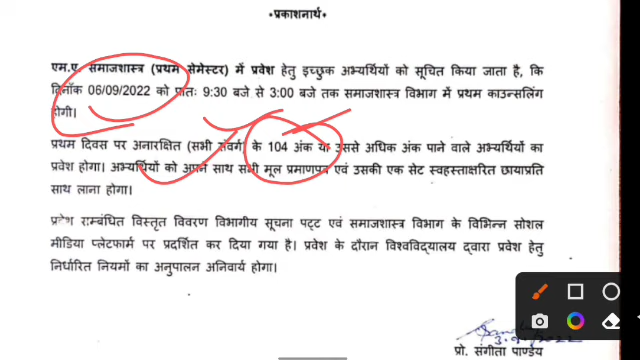 •प्रकाशनार्थ•
एम.ए. समाजशास्त्र (प्रथम सेमेस्टर) में प्रवेश हेतु इच्छुक अभ्यर्थियों को सूचित किया जाता है, कि
दिनाँक 06/09/2022 को प्रातः 9:30 बजे से 3:00 बजे तक समाजशास्त्र विभाग में प्रथम काउन्सलिंग
होगी।
प्रथम दिवस पर अनारक्षित (सभी संवर्ग) के 104 अंक या उससे अधिक अंक पाने वाले अभ्यर्थियों का
प्रवेश होगा। अभ्यर्थियों को अपने साथ सभी मूल प्रमाणपत्र एवं उसकी एक सेट स्वहस्ताक्षरित छायाप्रति
साथ लाना होगा।
प्रवेश सम्बंधित विस्तृत विवरण विभागीय सूचना पट्ट एवं समाजशास्त्र विभाग के विभिन्न सोशल
मीडिया प्लेटफार्म पर प्रदर्शित कर दिया गया है। प्रवेश के दौरान विश्वविद्यालय द्वारा प्रवेश हेतु
निर्धारित नियमों का अनुपालन अनिवार्य होगा।
प्रो. संगीता पाण्डेय